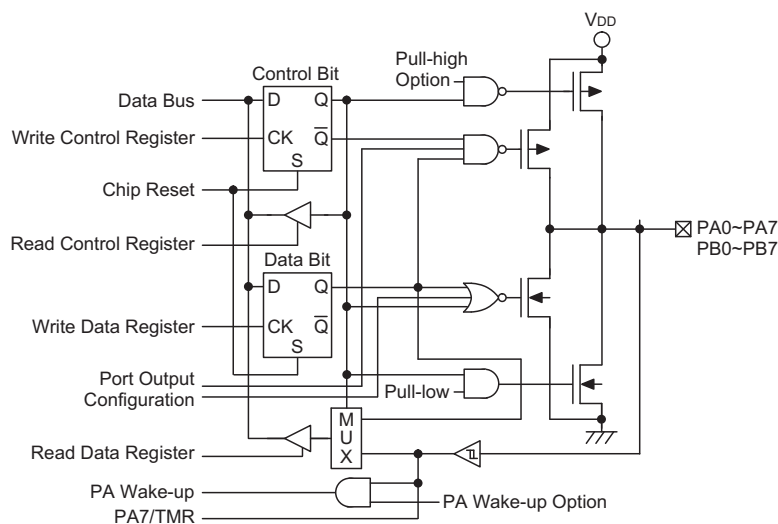 VDD
Pull-high
Option
Control Bit
Data Bus
D
Q
Write Control Register
CK
Q
S
Chip Reset
Read Control Register
PA0~PA7
PB0~PB7
Data Bit
D
Q
Write Data Register
CK
Q
S
Port Output
Configuration
Pull-low
M
U
X
Read Data Register
PA Wake-up
PA Wake-up Option
PA7/TMR